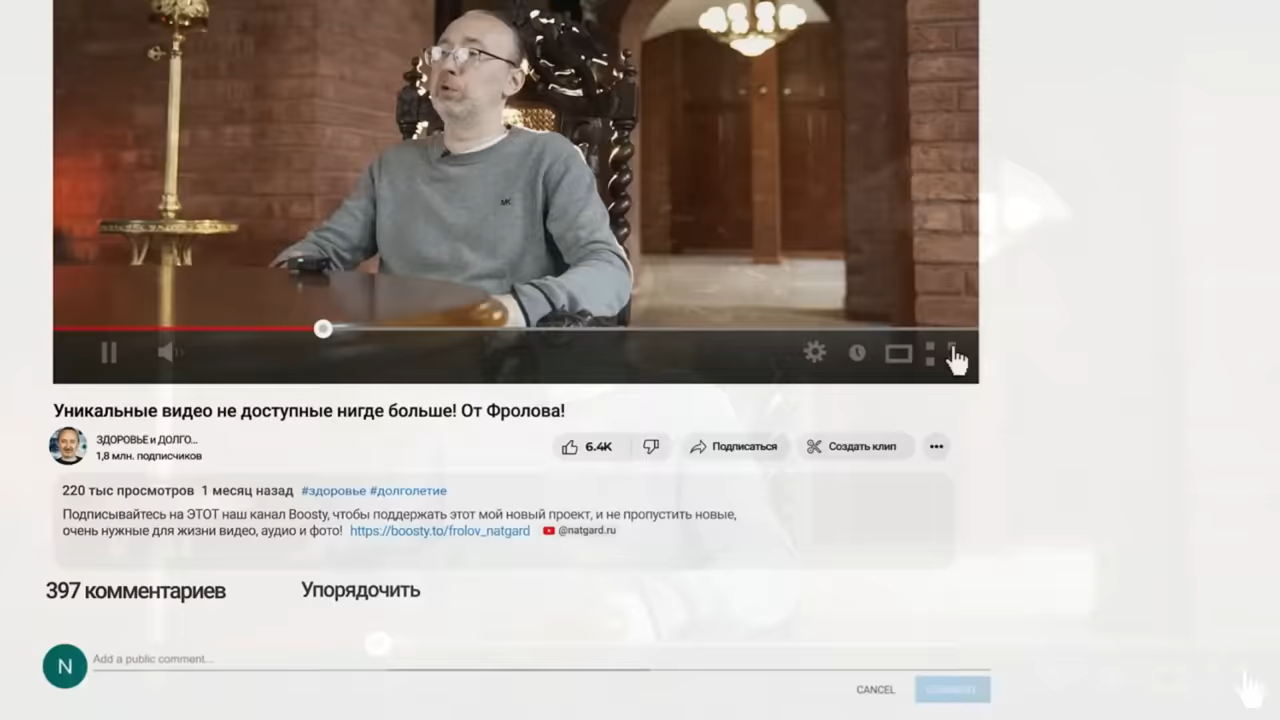 MK
Уникальные видео не доступные нигде больше! От Фролова!
ЗДОРОВЬЕ и ДОЛГО...
1,8 млн. подписчиков
6.4K
Подписаться
Создать клип
220 тыс просмотров 1 месяц назад #здоровье #долголетие
Подписывайтесь на ЭТОТ наш канал Boosty, чтобы поддержать этот мой новый проект, и не пропустить новые,
очень нужные для жизни видео, аудио и фото! https://boosty.to/frolov_natgard @natgard.ru
397 комментариев
Упорядочить
N
Add a public comment...
CANCEL
COMMENT